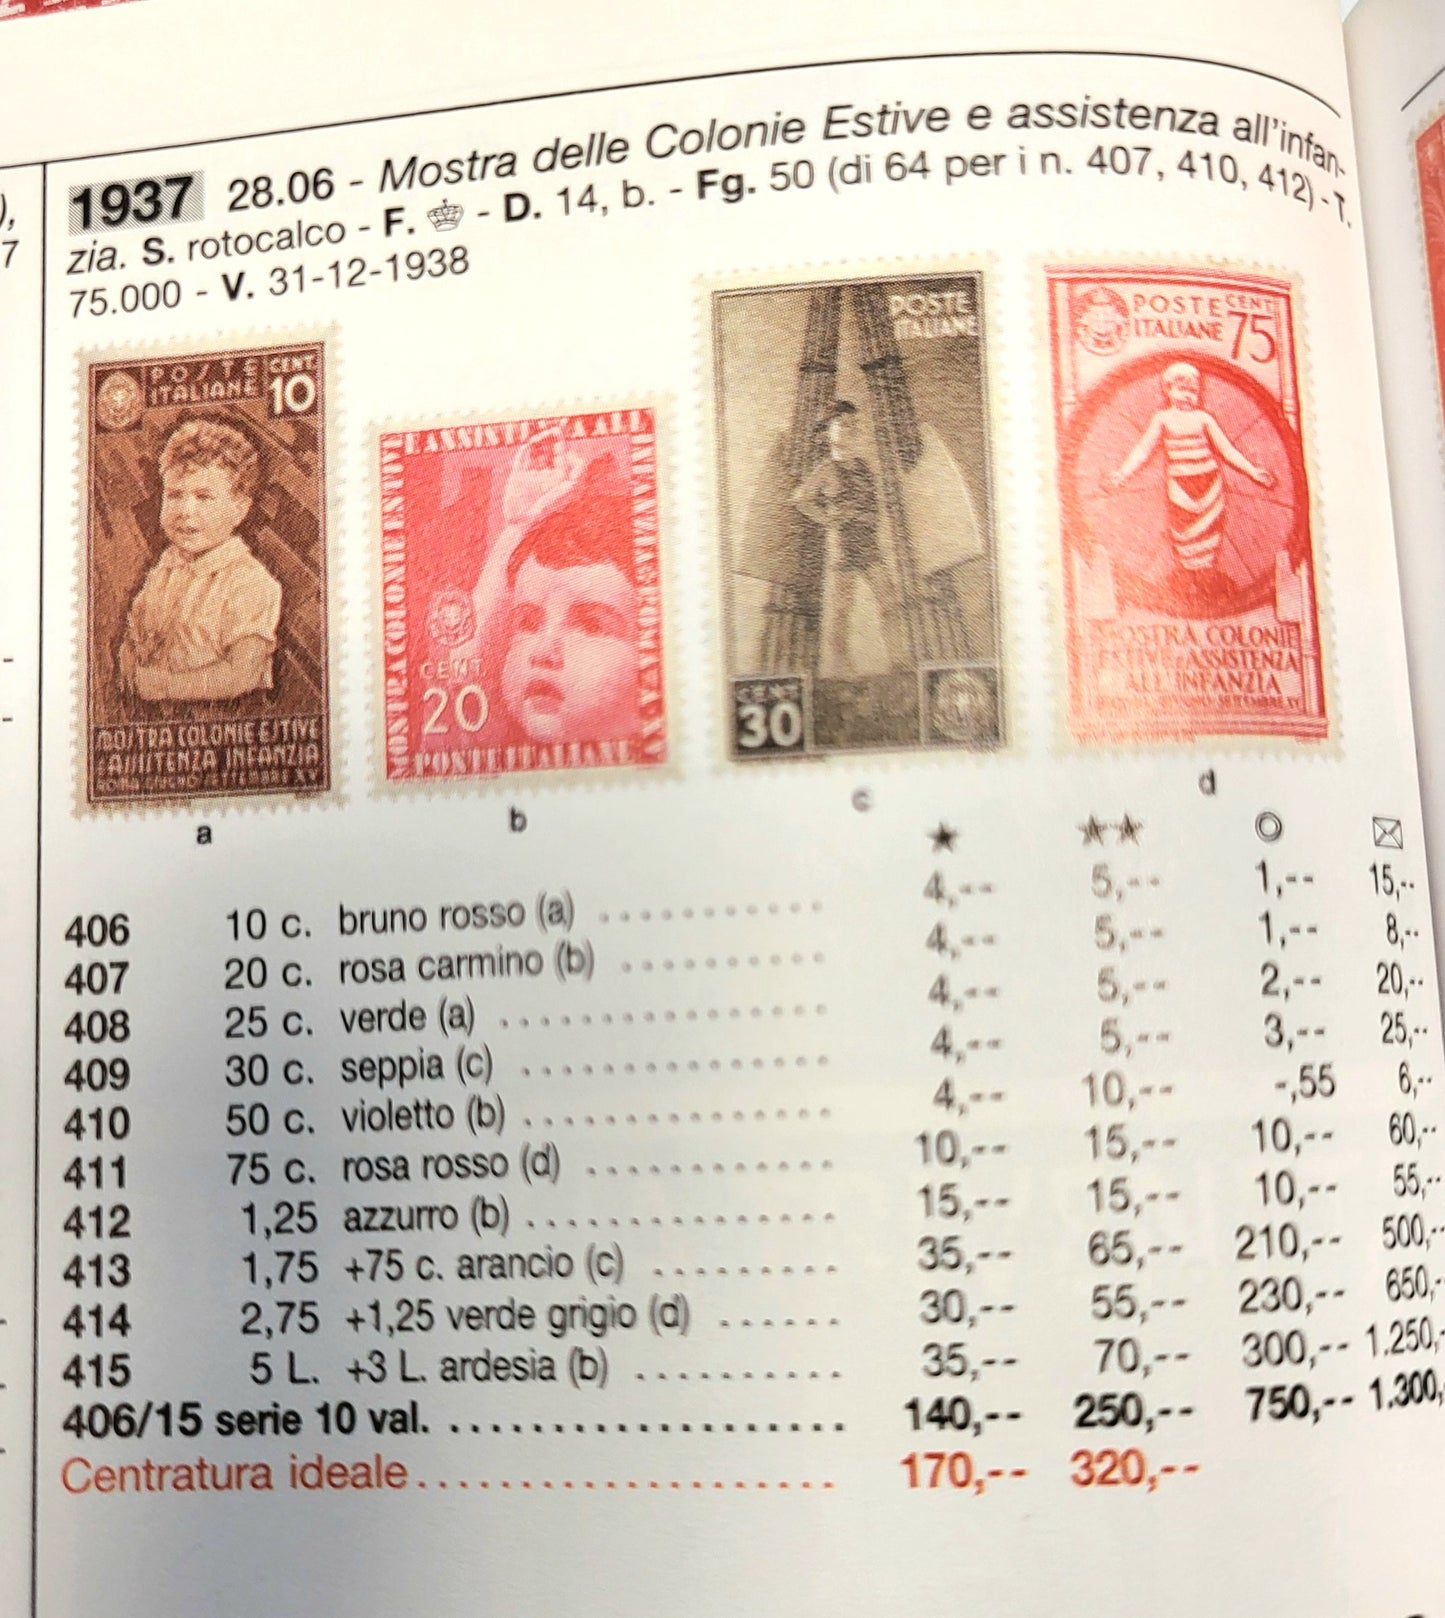 ),
7
1937 28.06 - Mostra delle Colonie Estive e assistenza all'infan-
zia. S. rotocalco - F. - D. 14, b. - Fg. 50 (di 64 per i n. 407, 410, 412) - T.
75.000 - V. 31-12-1938
POSTE ITALIANE CENT. 10
MOSTRA COLONIE ESTIVE
E ASSISTENZA INFANZIA
MOSTRA COLONIE ESTIVE
E ASSISTENZA ALL'INFANZIA
CENT 20
POSTE ITALIANE
POSTE ITALIANE
CENT 30
POSTE ITALIANE CENT 75
MOSTRA COLONIE
ESTIVE E ASSISTENZA
ALL'INFANZIA
a b c d
★ ★★
406 10 c. bruno rosso (a) ........... 4,-- 5,-- 1,-- 15,--
407 20 c. rosa carmino (b) .......... 4,-- 5,-- 1,-- 8,--
408 25 c. verde (a) ................ 4,-- 5,-- 2,-- 20,--
409 30 c. seppia (c) ............... 4,-- 5,-- 3,-- 25,--
410 50 c. violetto (b) ............... 4,-- 10,-- -,55 6,--
411 75 c. rosa rosso (d) ............ 10,-- 15,-- 10,-- 60,--
412 1,25 azzurro (b) ............... 15,-- 15,-- 10,-- 55,--
413 1,75 +75 c. arancio (c) ......... 35,-- 65,-- 210,-- 500,--
414 2,75 +1,25 verde grigio (d) ...... 30,-- 55,-- 230,-- 650,-
415 5 L. +3 L. ardesia (b) .......... 35,-- 70,-- 300,-- 1.250,-
406/15 serie 10 val. ................... 140,-- 250,-- 750,-- 1.300,
Centratura ideale .................... 170,-- 320,--